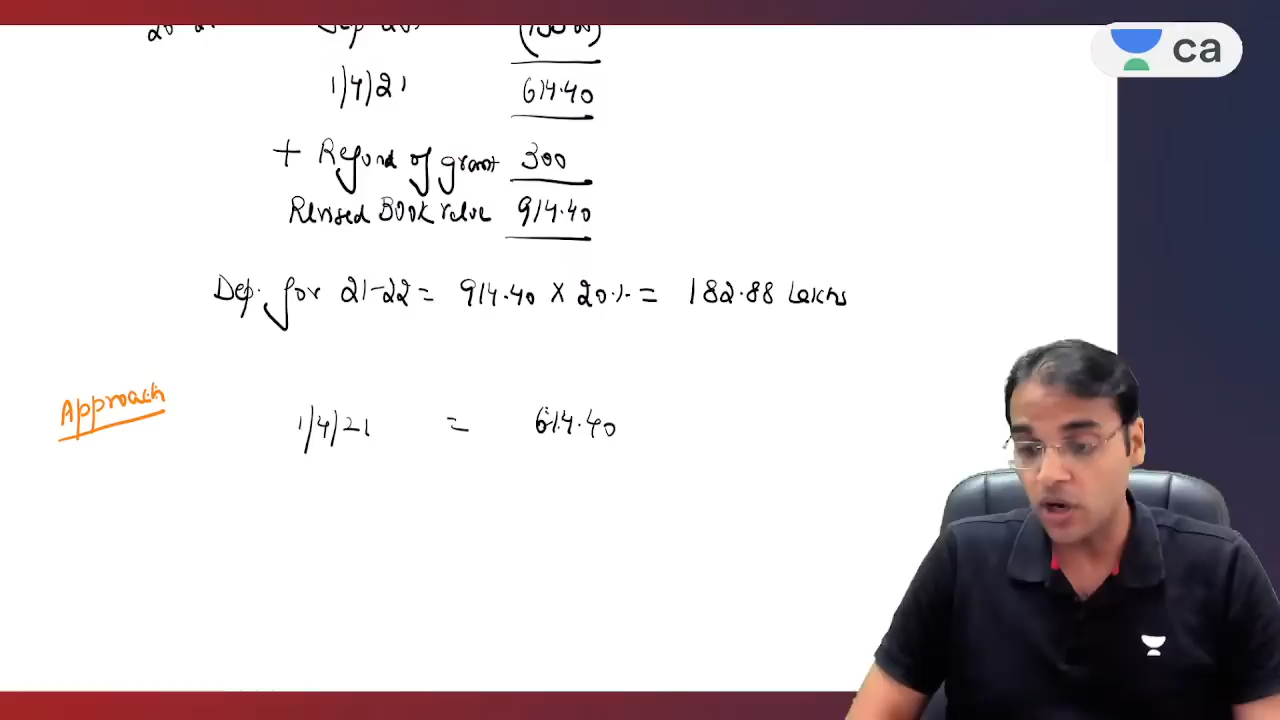 ca
1/4/21 614.40
+ Refund of grant 300
Revised Book Value 914.40
Dep. for 21-22 = 914.40 X 20% = 182.88 Lakhs
Approach
1/4/21 = 614.40